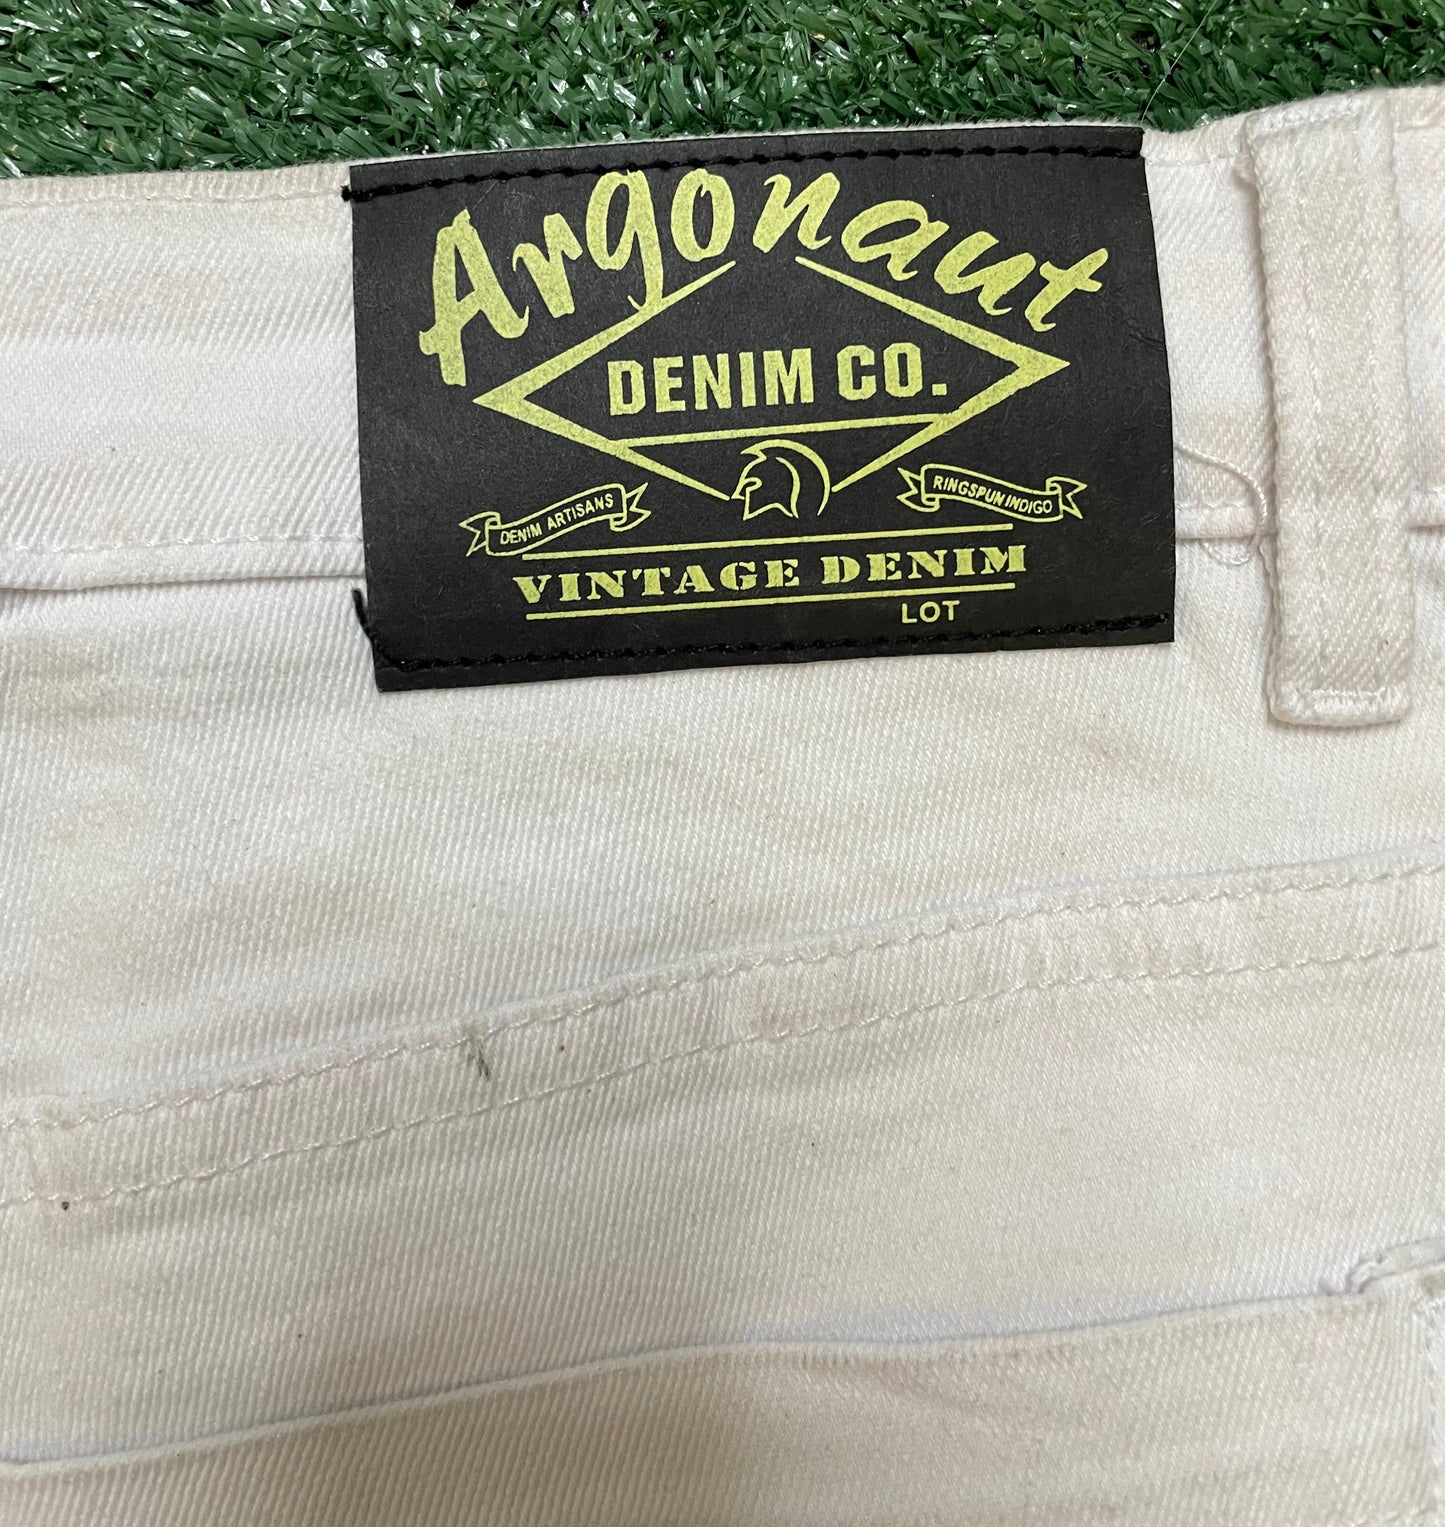 Argonaut
DENIM CO.
DENIM ARTISANS
RINGSPUN INDIGO
VINTAGE DENIM
LOT